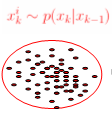 x_k^i ~ p(x_k|x_{k-1})